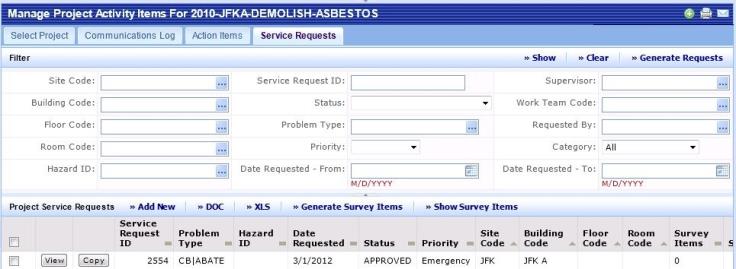 Manage Project Activity Items For 2010-JFKA-DEMOLISH-ASBESTOS
Select Project Communications Log Action Items Service Requests
Filter » Show » Clear » Generate Requests
Site Code: ... Service Request ID: Supervisor: ...
Building Code: ... Status: Work Team Code: ...
Floor Code: ... Problem Type: ... Requested By: ...
Room Code: ... Priority: Category: All
Hazard ID: ... Date Requested - From: Date Requested - To:
M/D/YYYY M/D/YYYY
Project Service Requests » Add New » DOC » XLS » Generate Survey Items » Show Survey Items
Service Request ID Problem Type Hazard ID Date Requested Status Priority Site Code Building Code Floor Code Room Code Survey Items S
View Copy 2554 CB|ABATE 3/1/2012 APPROVED Emergency JFK JFK A 0